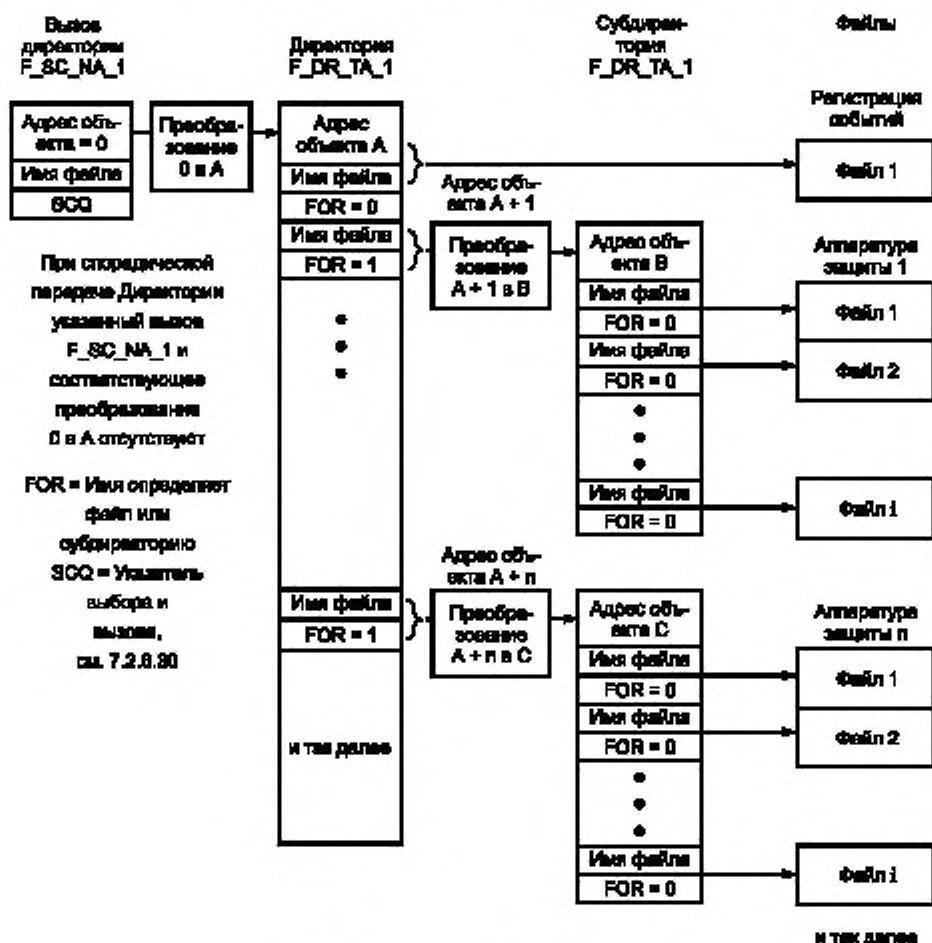 Вызов
директории
F_SC_NA_1
Директория
F_DR_TA_1
Субдирек-
тория
F_DR_TA_1
Файлы
Адрес объ-
екта = 0
Имя файла
SCQ
Преобра-
зование
0 в A
Адрес
объекта A
Имя файла
FOR = 0
Имя файла
FOR = 1
Регистрация
событий
Файл 1
Адрес объ-
екта A + 1
Преобра-
зование
A + 1 в B
Адрес объ-
екта B
Имя файла
FOR = 0
Имя файла
FOR = 0
Имя файла
FOR = 0
Аппаратура
защиты 1
Файл 1
Файл 2
Файл i
При спорадической
передаче Директории
указанный вызов
F_SC_NA_1 и
соответствующее
преобразование
0 в A отсутствуют
FOR = Имя определяет
файл или
субдиректорию
SCQ = Указатель
выбора и
вызова,
см. 7.2.6.30
Имя файла
FOR = 1
и так далее
Адрес объ-
екта A + n
Преобра-
зование
A + n в C
Адрес объ-
екта C
Имя файла
FOR = 0
Имя файла
FOR = 0
Имя файла
FOR = 0
Аппаратура
защиты n
Файл 1
Файл 2
Файл i
и так далее